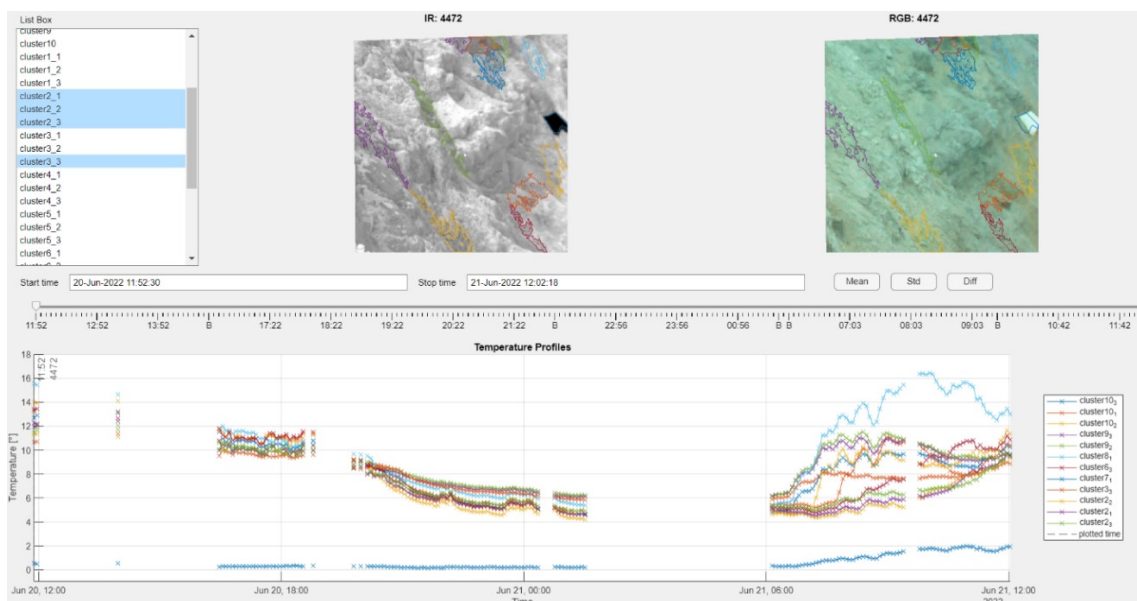 List Box
IR: 4472
RGB: 4472
cluster9
cluster10
cluster1_1
cluster1_2
cluster1_3
cluster2_1
cluster2_2
cluster2_3
cluster3_1
cluster3_2
cluster3_3
cluster4_1
cluster4_2
cluster4_3
cluster5_1
cluster5_2
cluster5_3
cluster6_1
Start time 20-Jun-2022 11:52:30 Stop time 21-Jun-2022 12:02:18 Mean Std Diff
11:52 12:52 13:52 B 17:22 18:22 19:22 20:22 21:22 B 22:56 23:56 00:56 B B 07:03 08:03 09:03 B 10:42 11:42
Temperature Profiles
18
16
14
12
10
8
6
4
2
0
Temperature [°]
11:52
4472
cluster10₃
cluster10₁
cluster10₂
cluster9₃
cluster9₂
cluster8₁
cluster6₃
cluster7₁
cluster3₃
cluster2₂
cluster2₁
cluster2₃
plotted time
Jun 20, 12:00 Jun 20, 18:00 Jun 21, 00:00 Jun 21, 06:00 Jun 21, 12:00
Time
2022